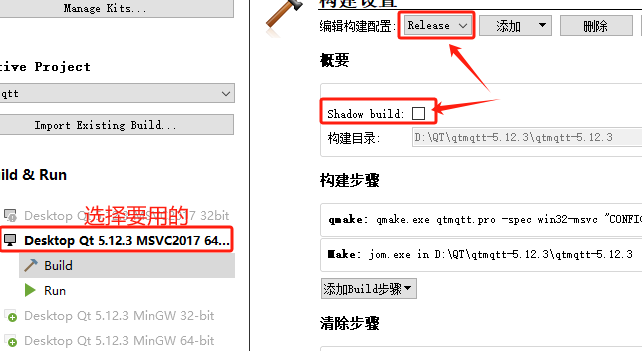 Manage Kits...
tive Project
qtt
Import Existing Build...
ild & Run
选择要用的
Desktop Qt 5.12.3 MSVC2017 32bit
Desktop Qt 5.12.3 MSVC2017 64...
Build
Run
Desktop Qt 5.12.3 MinGW 32-bit
Desktop Qt 5.12.3 MinGW 64-bit
构建设置
编辑构建配置: Release 添加 删除
概要
Shadow build:
构建目录: D:\QT\qtmqtt-5.12.3\qtmqtt-5.12.3
构建步骤
qmake: qmake.exe qtmqtt.pro -spec win32-msvc "CONFIG
Make: jom.exe in D:\QT\qtmqtt-5.12.3\qtmqtt-5.12.3
添加Build步骤
清除步骤